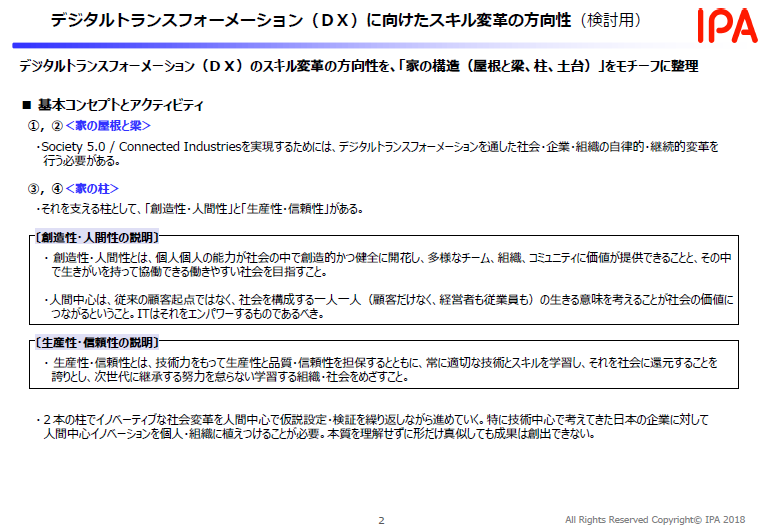 デジタルトランスフォーメーション（ＤＸ）に向けたスキル変革の方向性（検討用）
IPA
デジタルトランスフォーメーション（ＤＸ）のスキル変革の方向性を、「家の構造（屋根と梁、柱、土台）」をモチーフに整理
■ 基本コンセプトとアクティビティ
①，②＜家の屋根と梁＞
・Society 5.0 / Connected Industriesを実現するためには、デジタルトランスフォーメーションを通した社会・企業・組織の自律的・継続的変革を
行う必要がある。
③，④＜家の柱＞
・それを支える柱として、「創造性・人間性」と「生産性・信頼性」がある。
〔創造性・人間性の説明〕
・ 創造性・人間性とは、個人個人の能力が社会の中で創造的かつ健全に開花し、多様なチーム、組織、コミュニティに価値が提供できることと、その中
で生きがいを持って協働できる働きやすい社会を目指すこと。
・人間中心は、従来の顧客起点ではなく、社会を構成する一人一人（顧客だけなく、経営者も従業員も）の生きる意味を考えることが社会の価値に
つながるということ。ITはそれをエンパワーするものであるべき。
〔生産性・信頼性の説明〕
・ 生産性・信頼性とは、技術力をもって生産性と品質・信頼性を担保するとともに、常に適切な技術とスキルを学習し、それを社会に還元することを
誇りとし、次世代に継承する努力を怠らない学習する組織・社会をめざすこと。
・２本の柱でイノベーティブな社会変革を人間中心で仮説設定・検証を繰り返しながら進めていく。特に技術中心で考えてきた日本の企業に対して
人間中心イノベーションを個人・組織に植えつけることが必要。本質を理解せずに形だけ真似しても成果は創出できない。
2
All Rights Reserved Copyright© IPA 2018